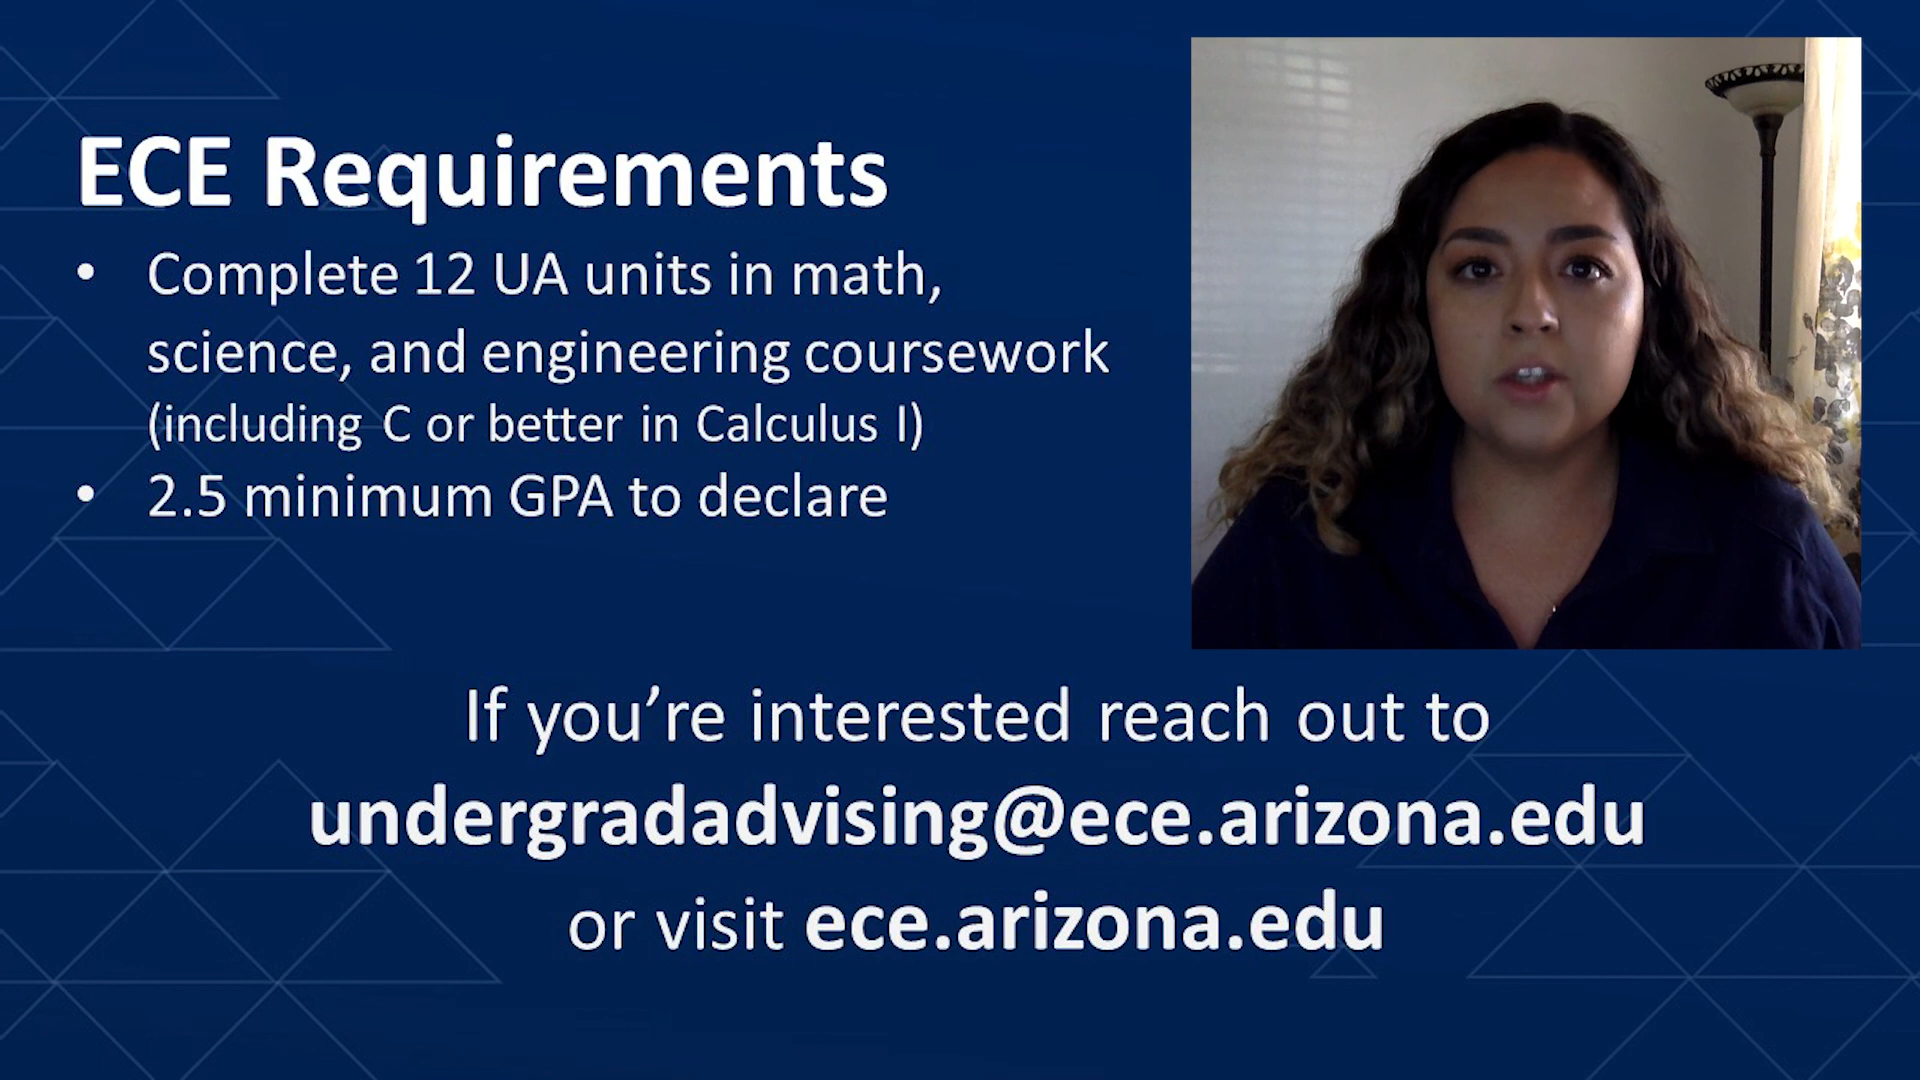 ECE Requirements
• Complete 12 UA units in math,
science, and engineering coursework
(including C or better in Calculus I)
• 2.5 minimum GPA to declare
If you’re interested reach out to
undergradadvising@ece.arizona.edu
or visit ece.arizona.edu